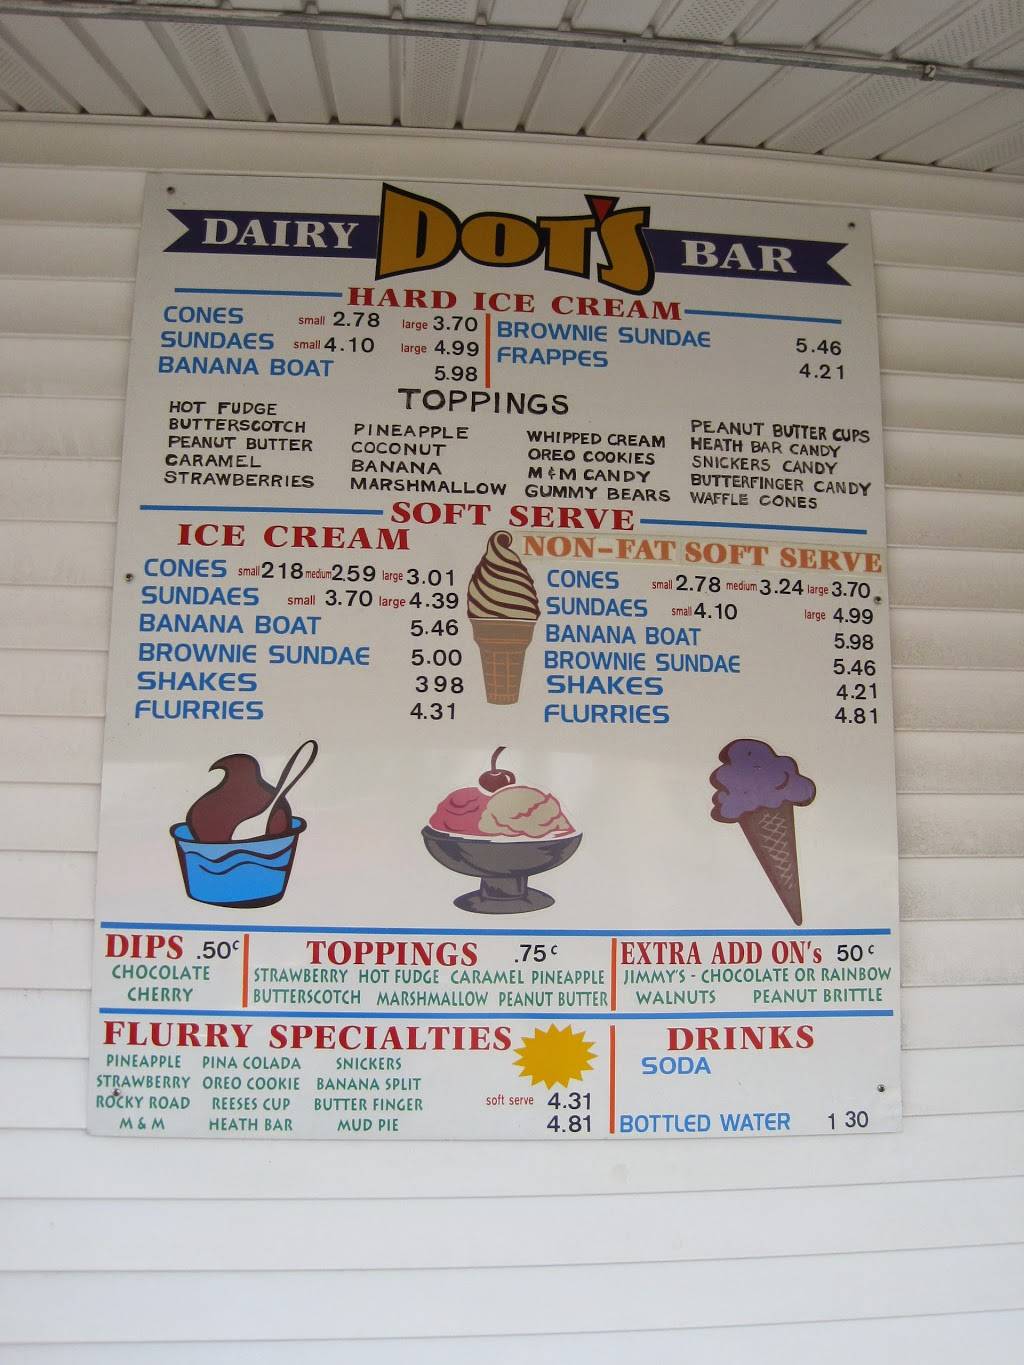 DAIRY DOT'S BAR
HARD ICE CREAM
CONES small 2.78 large 3.70
SUNDAES small 4.10 large 4.99
BANANA BOAT 5.98
BROWNIE SUNDAE 5.46
FRAPPES 4.21
TOPPINGS
HOT FUDGE
BUTTERSCOTCH
PEANUT BUTTER
CARAMEL
STRAWBERRIES
PINEAPPLE
COCONUT
BANANA
MARSHMALLOW
WHIPPED CREAM
OREO COOKIES
M & M CANDY
GUMMY BEARS
PEANUT BUTTER CUPS
HEATH BAR CANDY
SNICKERS CANDY
BUTTERFINGER CANDY
WAFFLE CONES
SOFT SERVE
ICE CREAM
CONES small 218 medium 259 large 3.01
SUNDAES small 3.70 large 4.39
BANANA BOAT 5.46
BROWNIE SUNDAE 5.00
SHAKES 398
FLURRIES 4.31
NON-FAT SOFT SERVE
CONES small 2.78 medium 3.24 large 3.70
SUNDAES small 4.10 large 4.99
BANANA BOAT 5.98
BROWNIE SUNDAE 5.46
SHAKES 4.21
FLURRIES 4.81
DIPS .50¢
CHOCOLATE
CHERRY
TOPPINGS .75¢
STRAWBERRY HOT FUDGE CARAMEL PINEAPPLE
BUTTERSCOTCH MARSHMALLOW PEANUT BUTTER
EXTRA ADD ON's 50¢
JIMMY'S - CHOCOLATE OR RAINBOW
WALNUTS PEANUT BRITTLE
FLURRY SPECIALTIES
PINEAPPLE PINA COLADA SNICKERS
STRAWBERRY OREO COOKIE BANANA SPLIT
ROCKY ROAD REESES CUP BUTTER FINGER
M & M HEATH BAR MUD PIE
soft serve 4.31
4.81
DRINKS
SODA
BOTTLED WATER 1 30